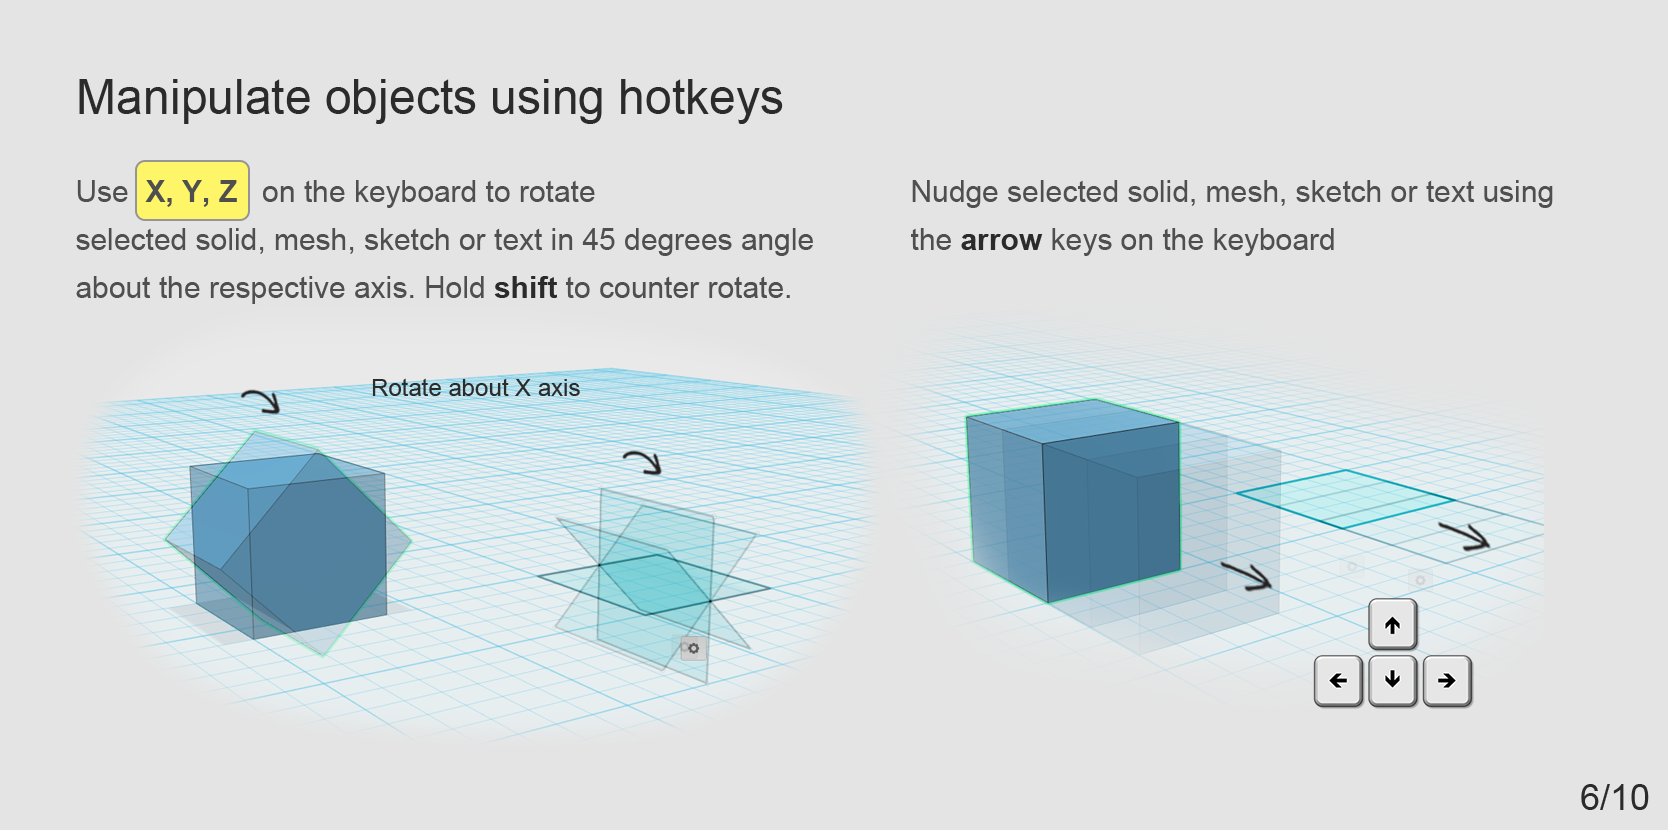 Manipulate objects using hotkeys
Use X, Y, Z on the keyboard to rotate
selected solid, mesh, sketch or text in 45 degrees angle
about the respective axis. Hold shift to counter rotate.
Rotate about X axis
Nudge selected solid, mesh, sketch or text using
the arrow keys on the keyboard
6/10